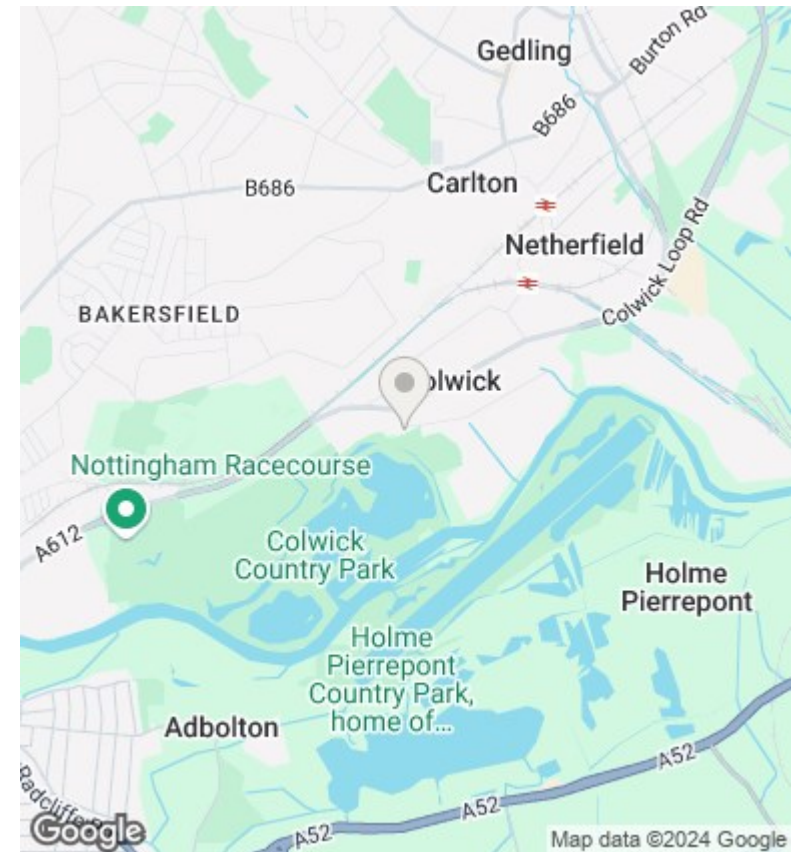 Gedling
Burton Rd
B686
B686
Carlton
Netherfield
Colwick Loop Rd
BAKERSFIELD
olwick
Nottingham Racecourse
A612
Colwick
Country Park
Holme
Pierrepont
Holme
Pierrepont
Country Park,
home of...
Adbolton
A52
A52
A52
Radcliffe
Google
Map data ©2024 Google